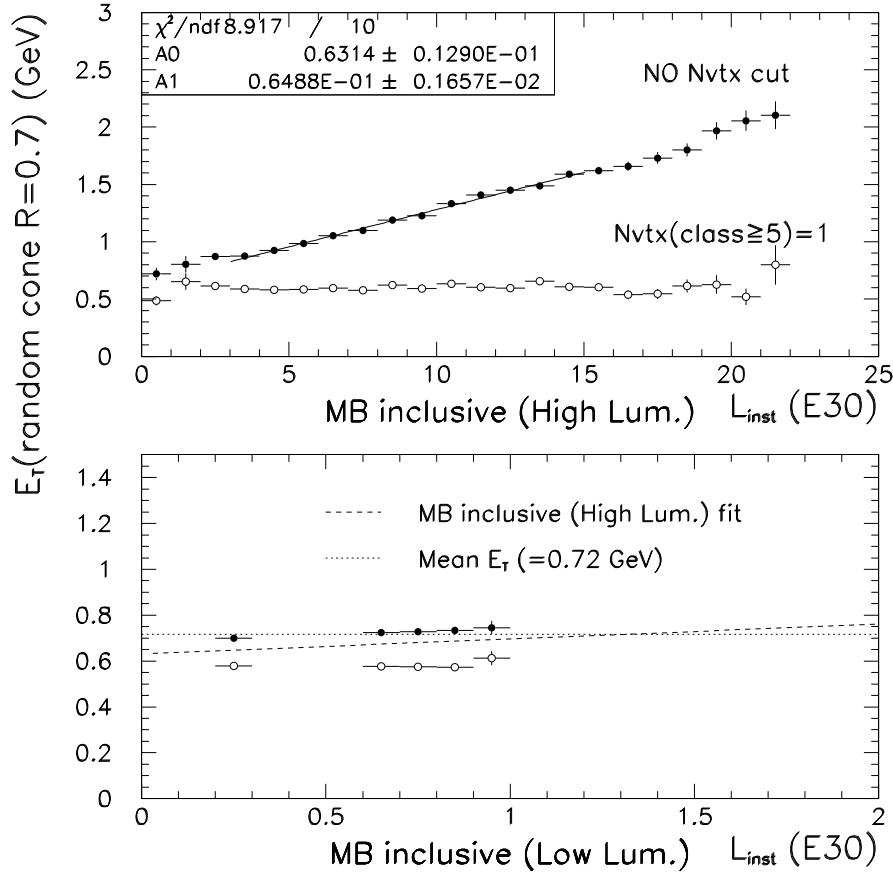 E_T(random cone R=0.7) (GeV)
χ²/ndf 8.917 / 10
A0 0.6314 ± 0.1290E-01
A1 0.6488E-01 ± 0.1657E-02
NO Nvtx cut
Nvtx(class≧5)=1
3
2.5
2
1.5
1
0.5
0
0 5 10 15 20 25
MB inclusive (High Lum.) L_inst (E30)
MB inclusive (High Lum.) fit
Mean E_T (=0.72 GeV)
1.4
1.2
1
0.8
0.6
0.4
0.2
0
0 0.5 1 1.5 2
MB inclusive (Low Lum.) L_inst (E30)